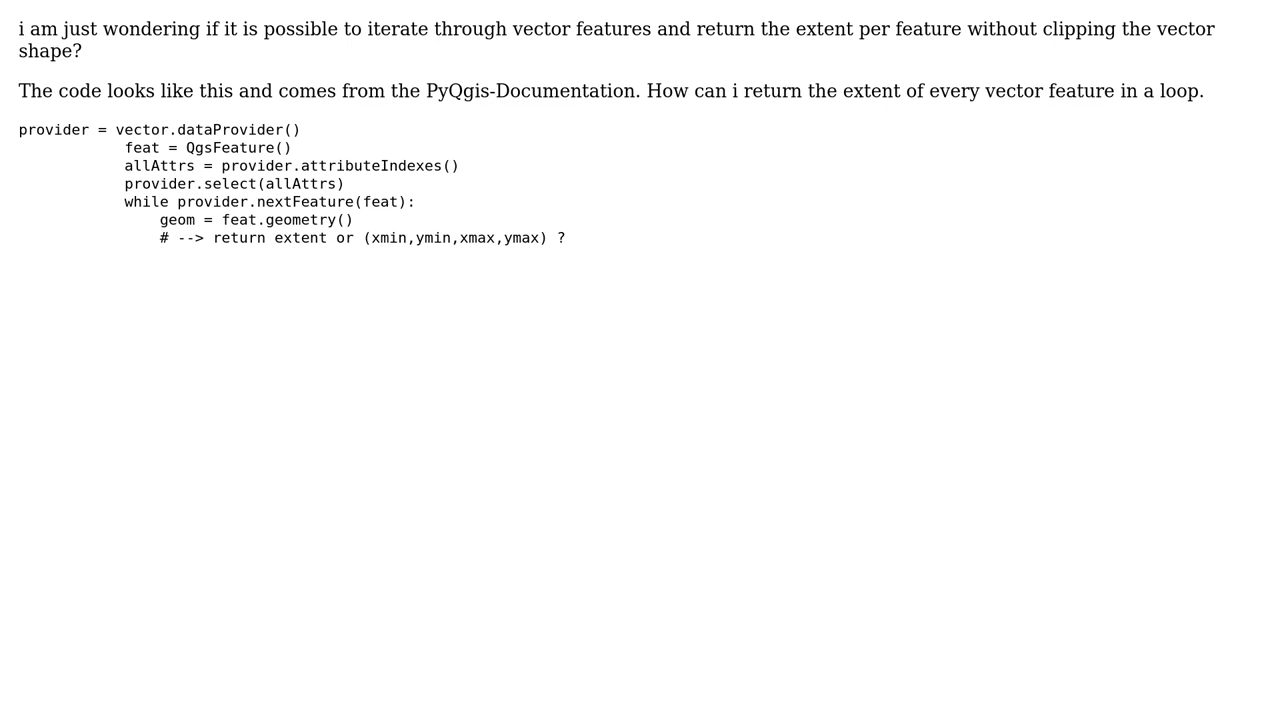 i am just wondering if it is possible to iterate through vector features and return the extent per feature without clipping the vector
shape?
The code looks like this and comes from the PyQgis-Documentation. How can i return the extent of every vector feature in a loop.
provider = vector.dataProvider()
            feat = QgsFeature()
            allAttrs = provider.attributeIndexes()
            provider.select(allAttrs)
            while provider.nextFeature(feat):
                geom = feat.geometry()
                # --> return extent or (xmin,ymin,xmax,ymax) ?